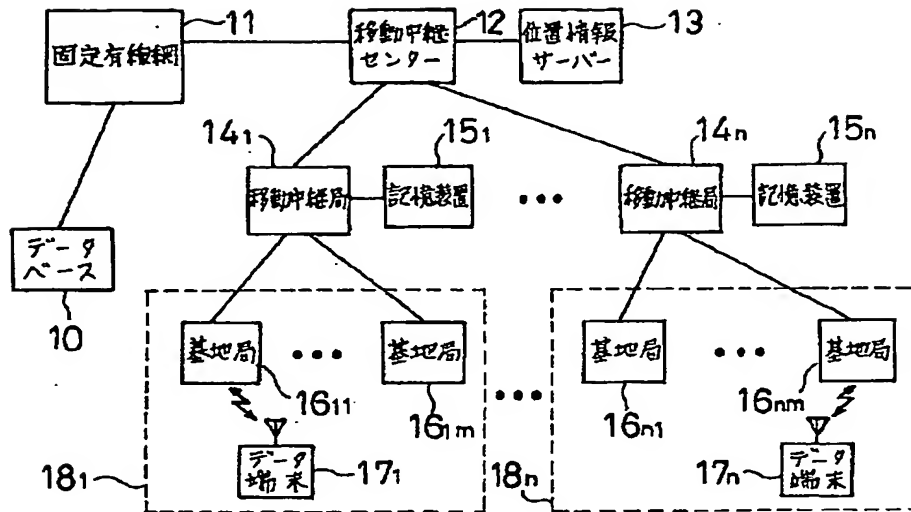 11
固定有線網
移動中継
センター
12
位置情報
サーバー
13
14₁
移動中継局
15₁
記憶装置
14ₙ
移動中継局
15ₙ
記憶装置
データ
ベース
10
基地局
16₁₁
基地局
16₁ₘ
基地局
16ₙ₁
基地局
16ₙₘ
18₁
データ
端末
17₁
18ₙ
17ₙ
データ
端末